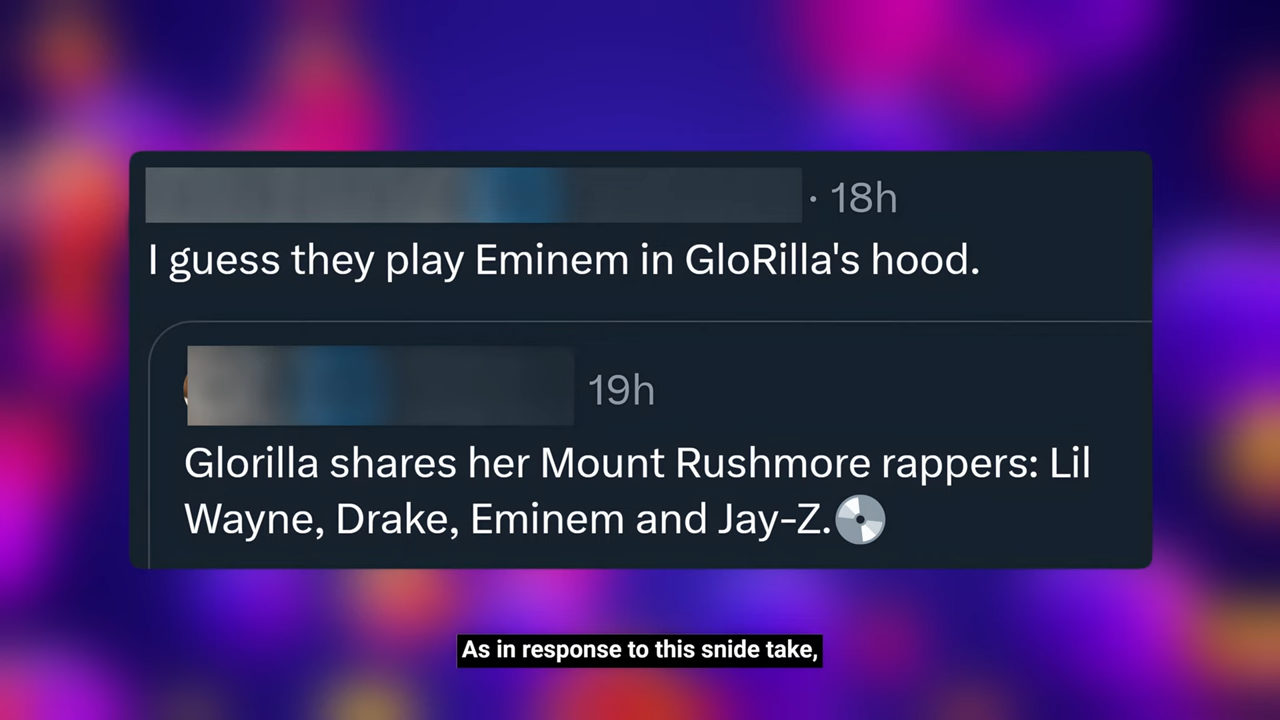 · 18h
I guess they play Eminem in GloRilla's hood.
19h
Glorilla shares her Mount Rushmore rappers: Lil
Wayne, Drake, Eminem and Jay-Z.
As in response to this snide take,